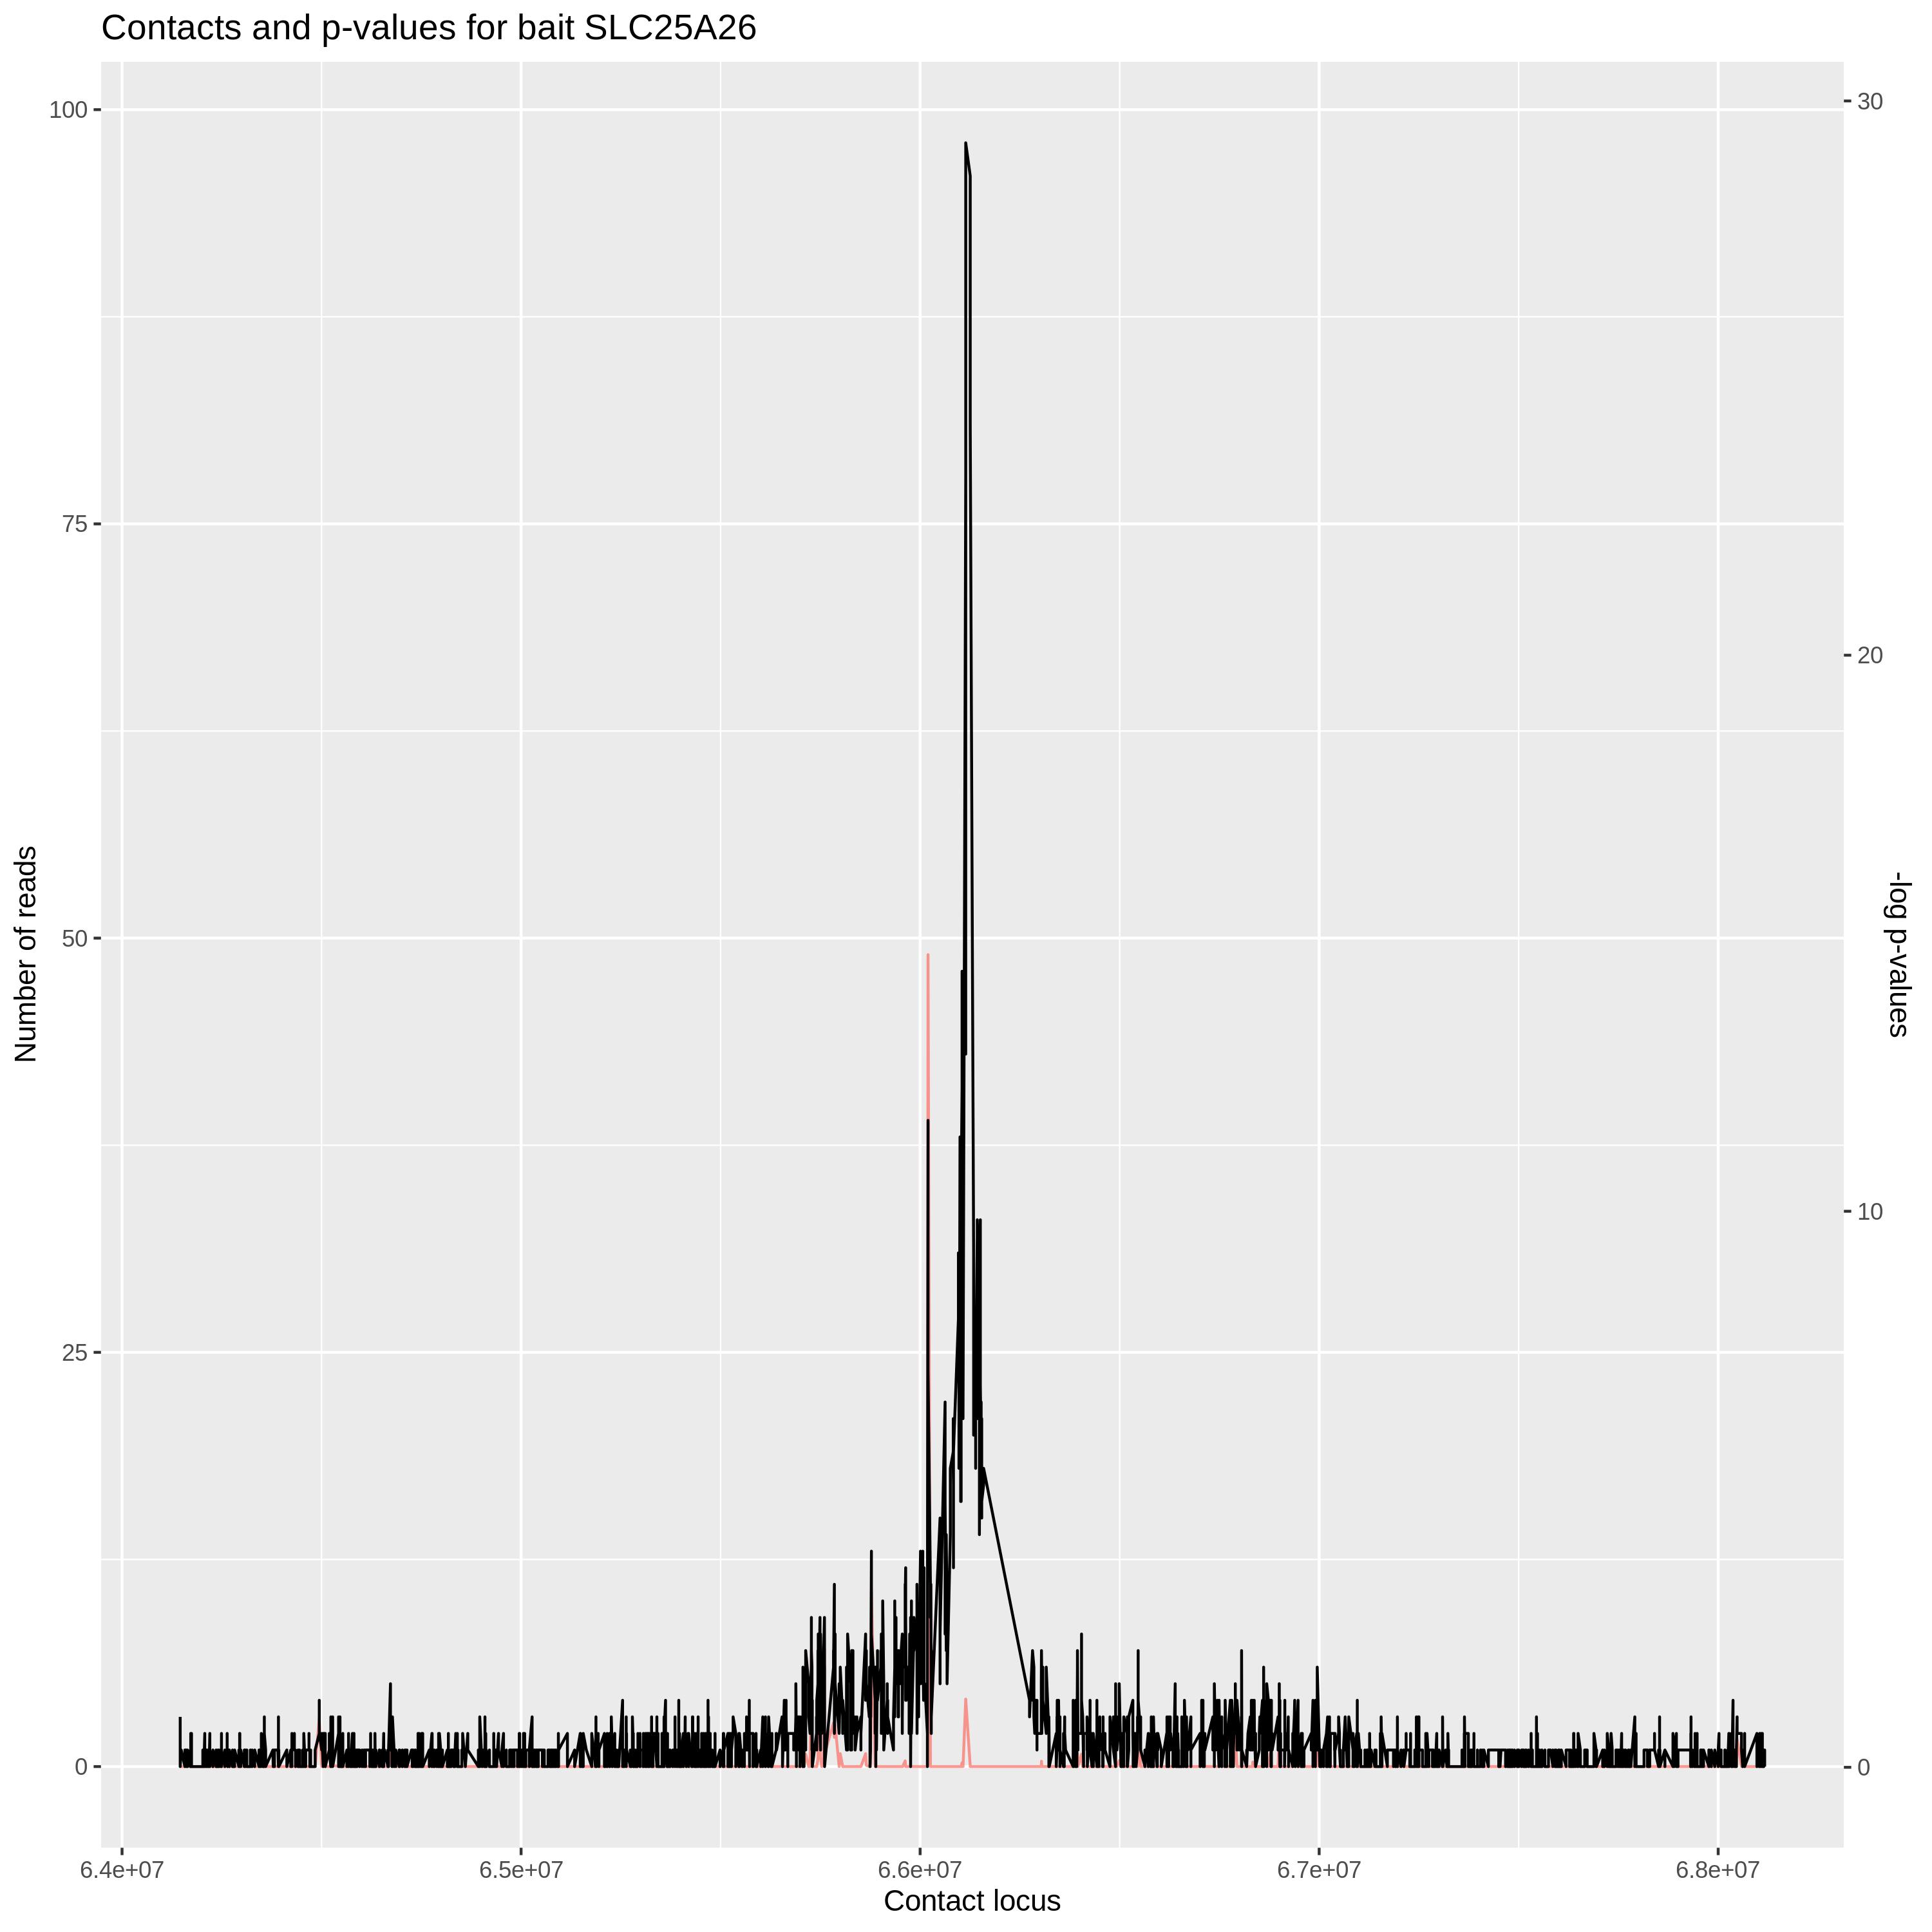 Contacts and p-values for bait SLC25A26
100
75
50
25
0
Number of reads
30
20
10
0
-log p-values
6.4e+07 6.5e+07 6.6e+07 6.7e+07 6.8e+07
Contact locus